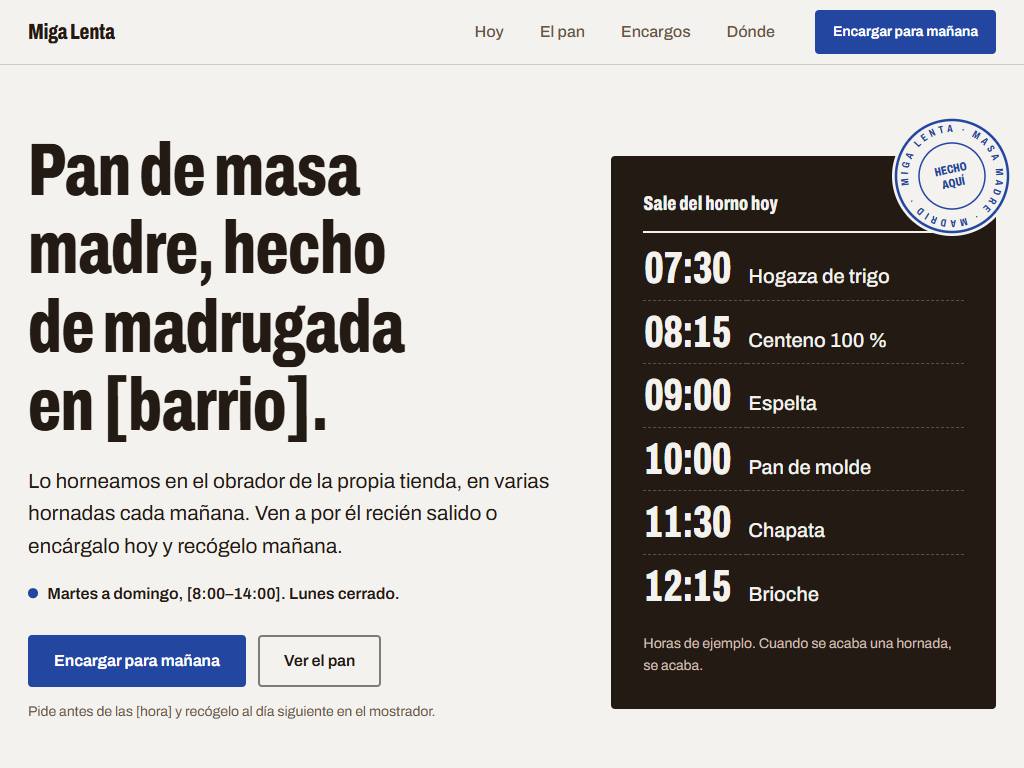 Miga Lenta
Hoy
El pan
Encargos
Dónde
Encargar para mañana
Pan de masa
madre, hecho
de madrugada
en [barrio].
Lo horneamos en el obrador de la propia tienda, en varias
hornadas cada mañana. Ven a por él recién salido o
encárgalo hoy y recógelo mañana.
Martes a domingo, [8:00–14:00]. Lunes cerrado.
Encargar para mañana
Ver el pan
Pide antes de las [hora] y recógelo al día siguiente en el mostrador.
MIGA LENTA · MASA MADRE · MADRID ·
HECHO
AQUÍ
Sale del horno hoy
07:30 Hogaza de trigo
08:15 Centeno 100 %
09:00 Espelta
10:00 Pan de molde
11:30 Chapata
12:15 Brioche
Horas de ejemplo. Cuando se acaba una hornada,
se acaba.